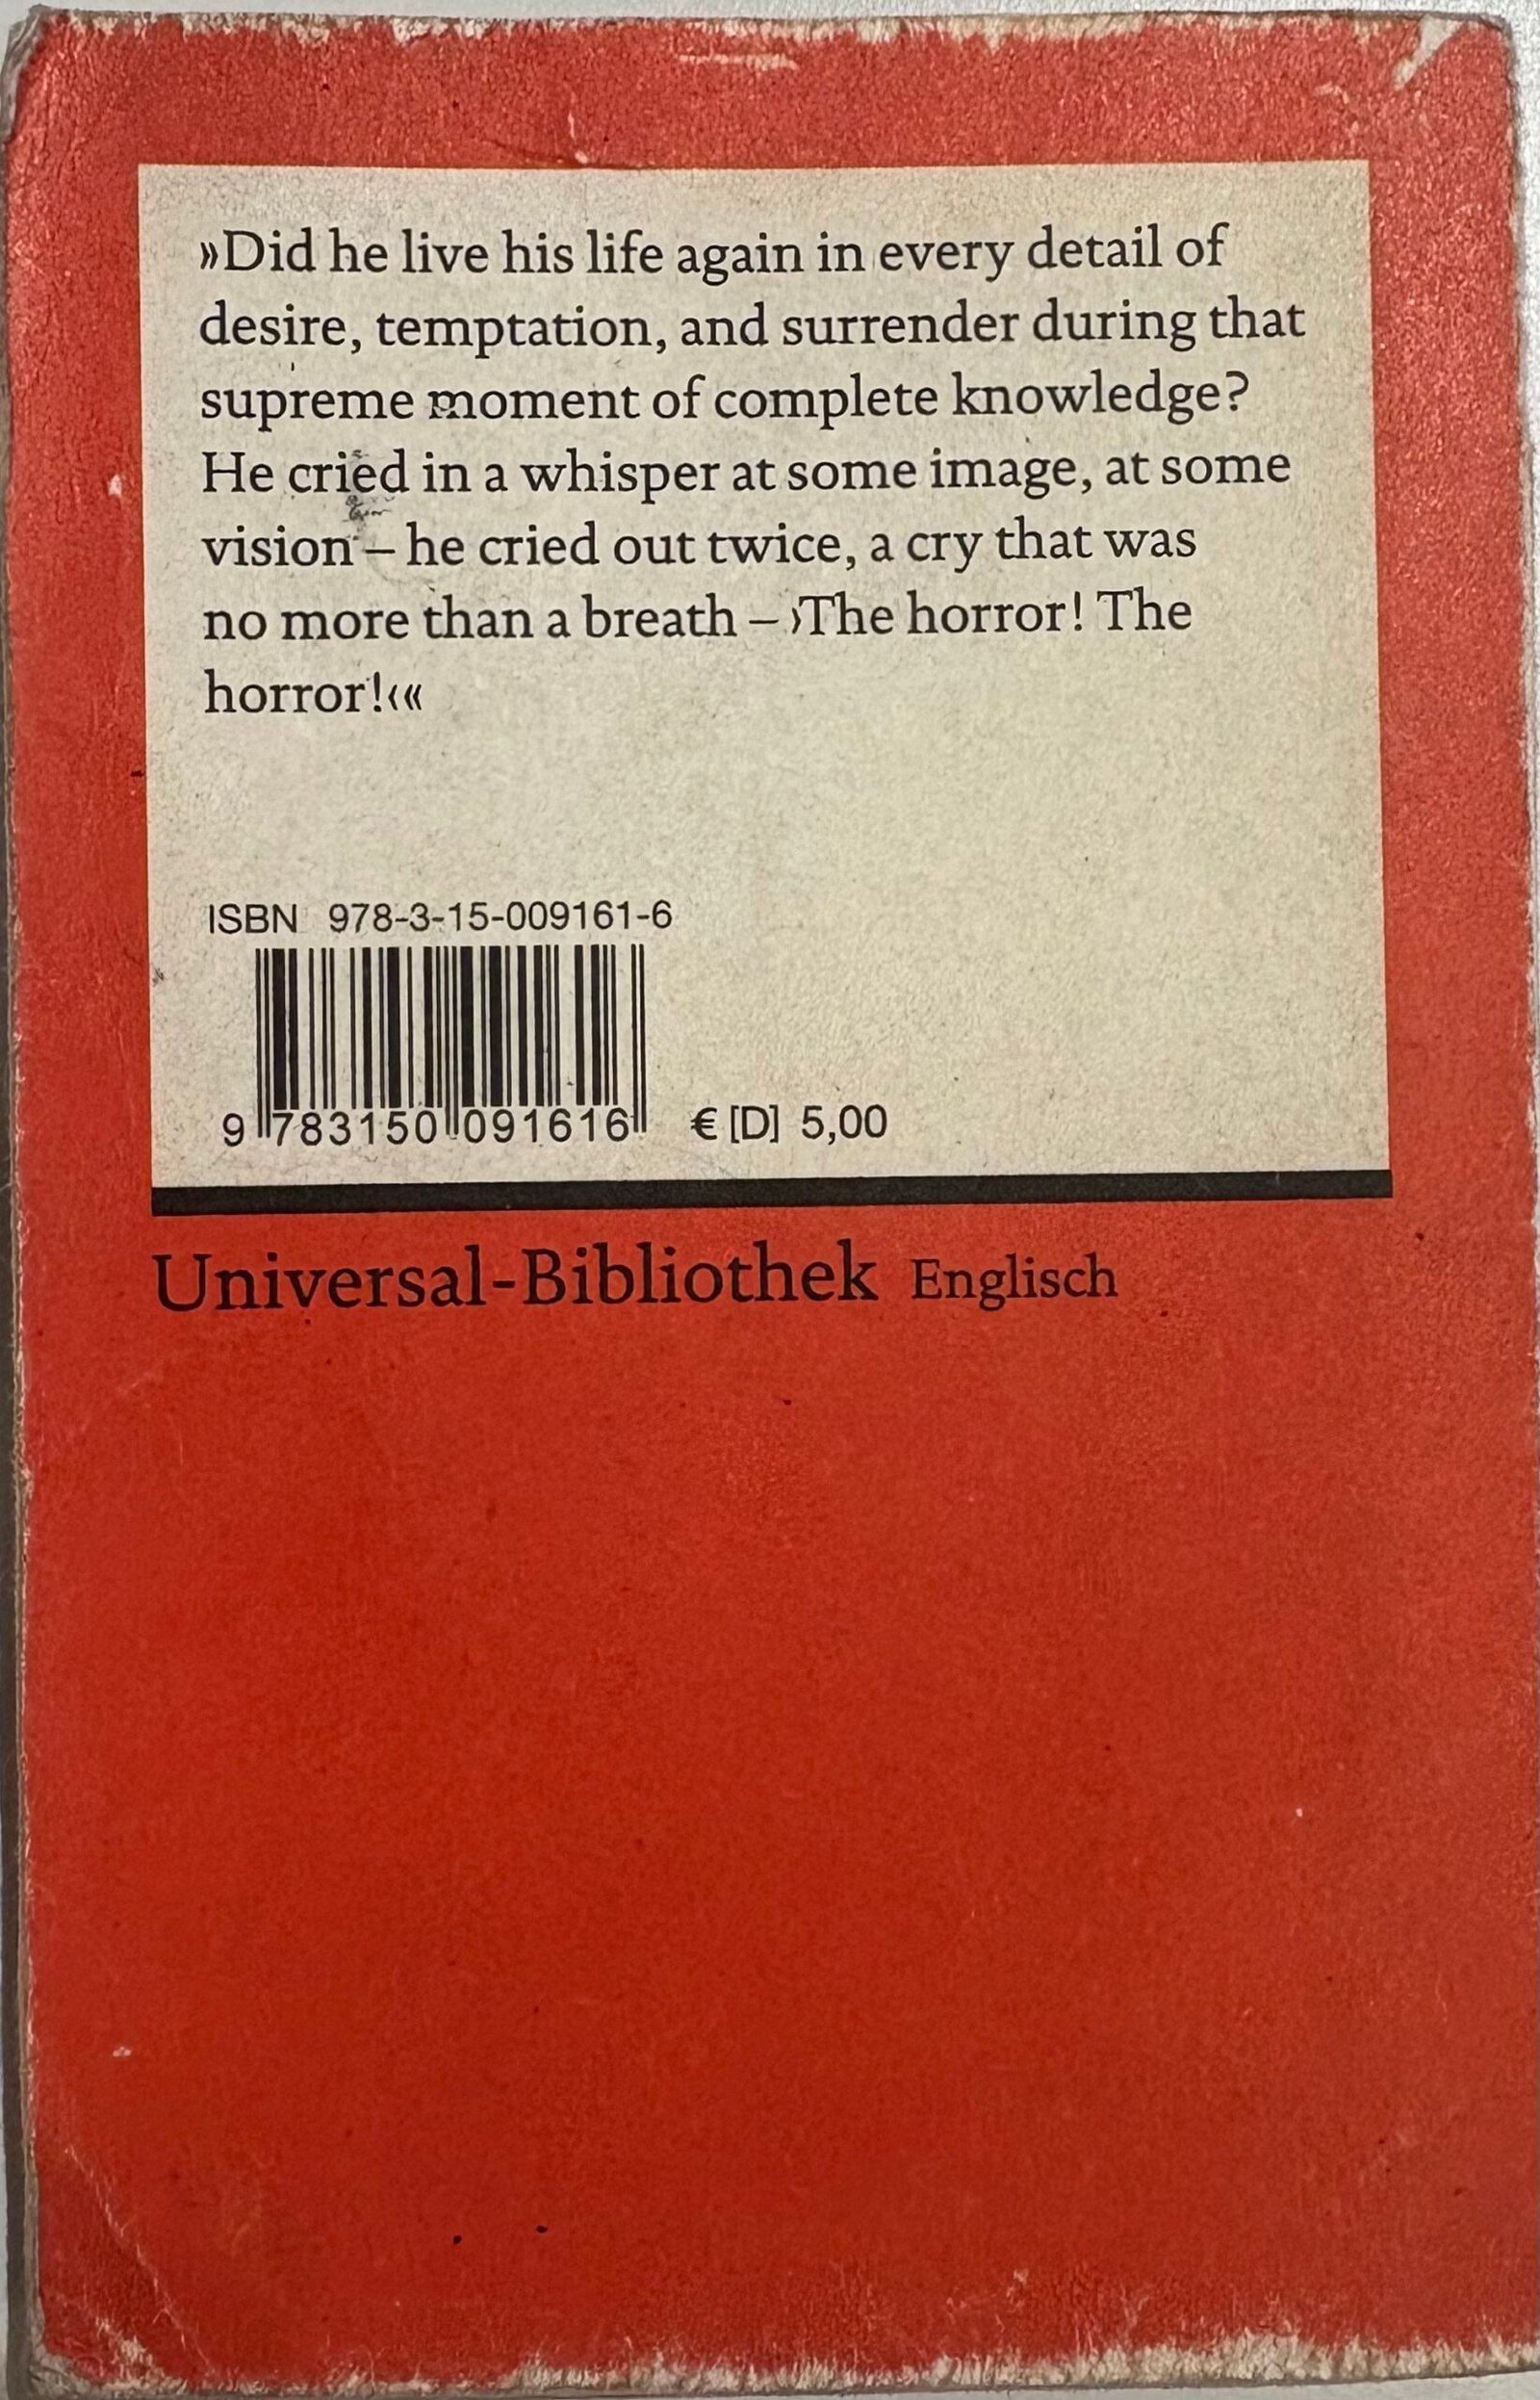 »Did he live his life again in every detail of
desire, temptation, and surrender during that
supreme moment of complete knowledge?
He cried in a whisper at some image, at some
vision – he cried out twice, a cry that was
no more than a breath – ›The horror! The
horror!‹«
ISBN 978-3-15-009161-6
9 783150 091616
€ [D] 5,00
Universal-Bibliothek Englisch